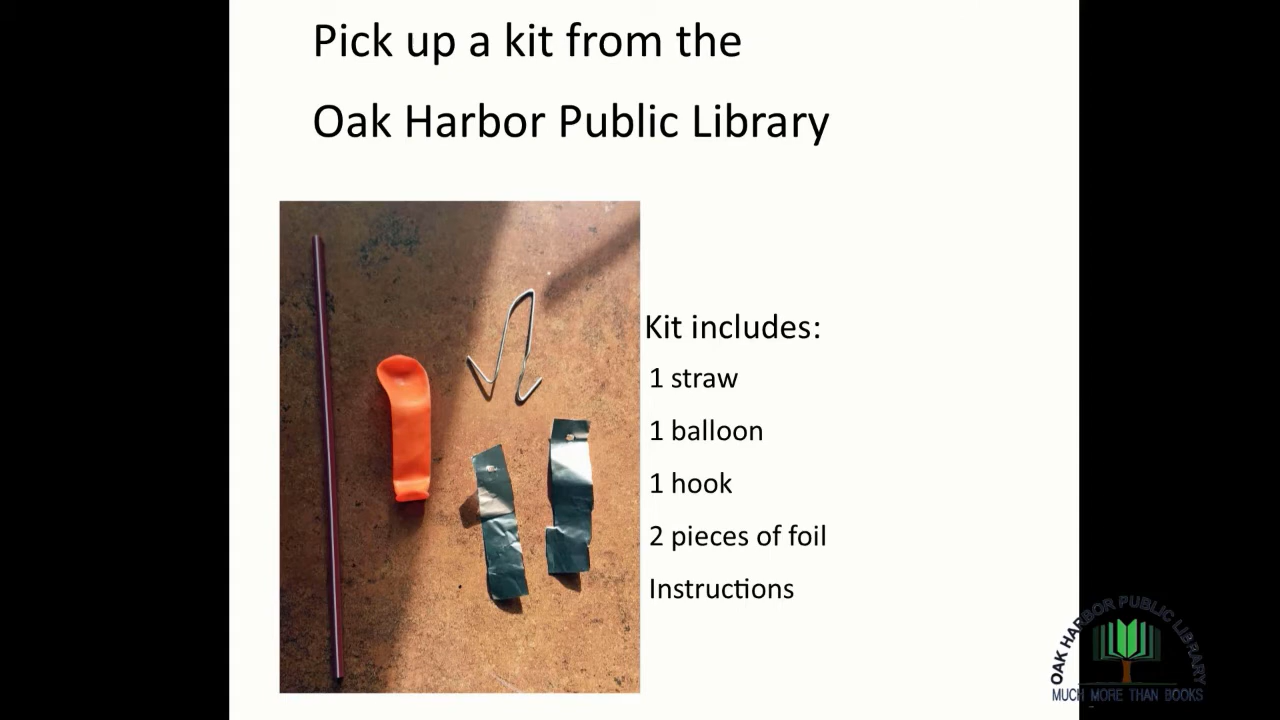 Pick up a kit from the
Oak Harbor Public Library
Kit includes:
1 straw
1 balloon
1 hook
2 pieces of foil
Instructions
OAK HARBOR PUBLIC LIBRARY
MUCH MORE THAN BOOKS